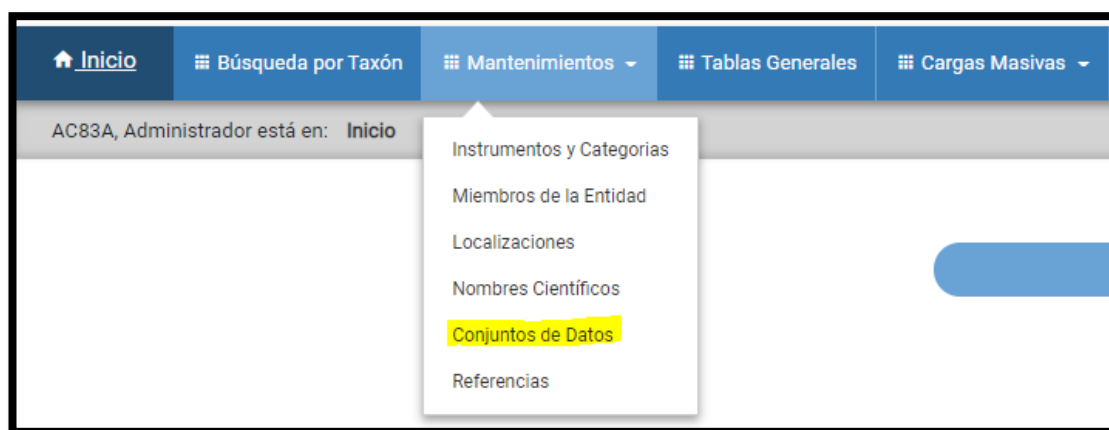 Inicio
Búsqueda por Taxón
Mantenimientos
Tablas Generales
Cargas Masivas
AC83A, Administrador está en: Inicio
Instrumentos y Categorias
Miembros de la Entidad
Localizaciones
Nombres Científicos
Conjuntos de Datos
Referencias